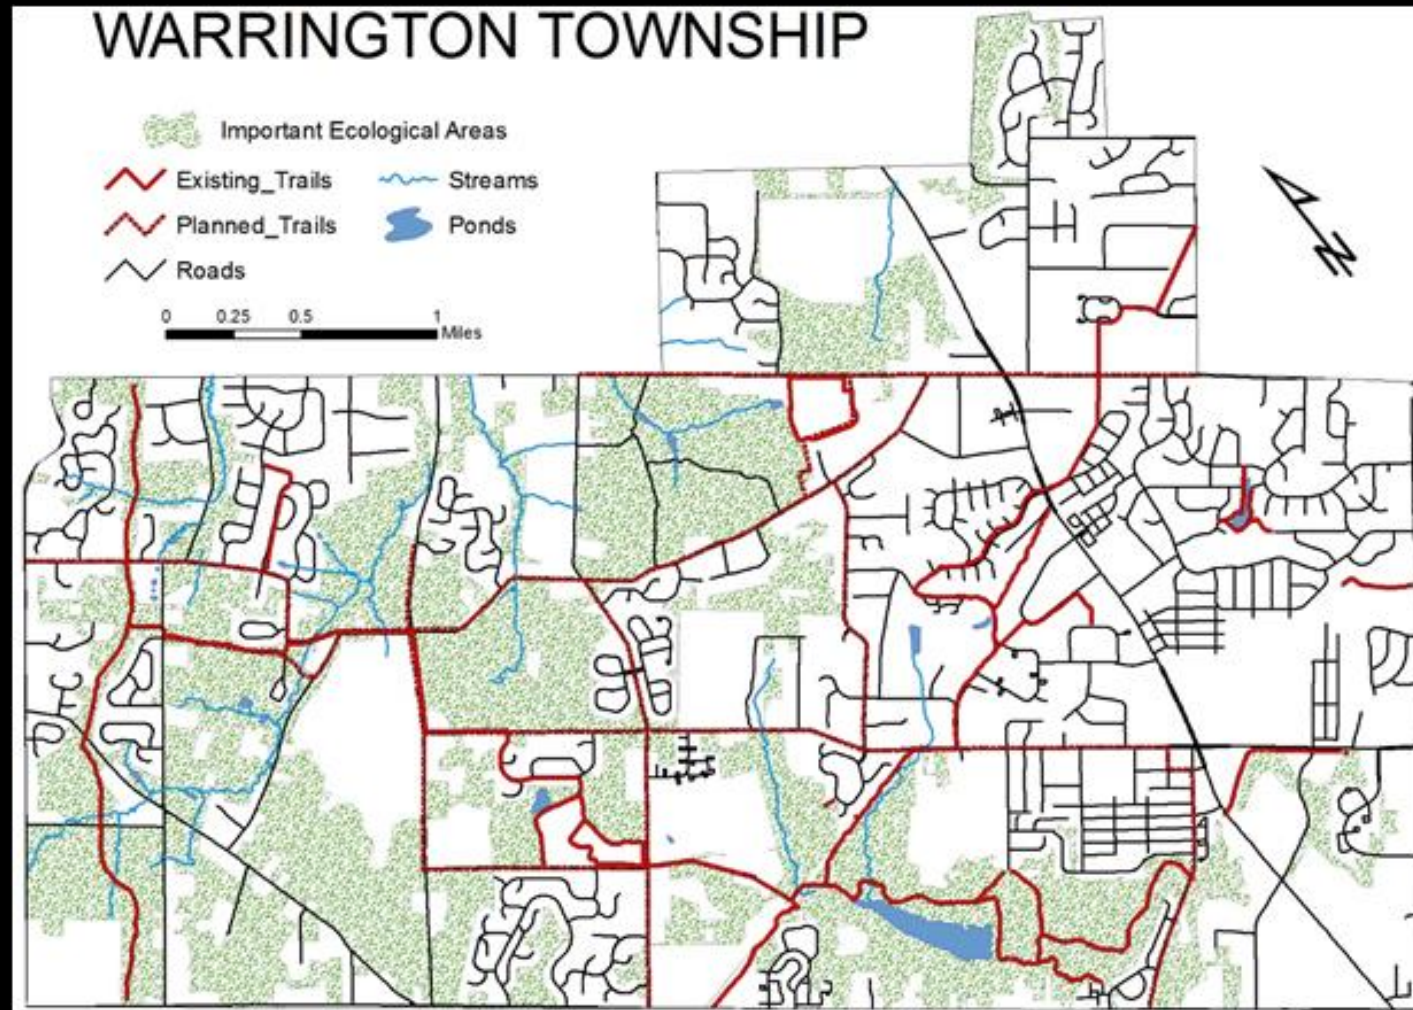 WARRINGTON TOWNSHIP
Important Ecological Areas
Existing_Trails
Streams
Planned_Trails
Ponds
Roads
0 0.25 0.5 1
Miles
N